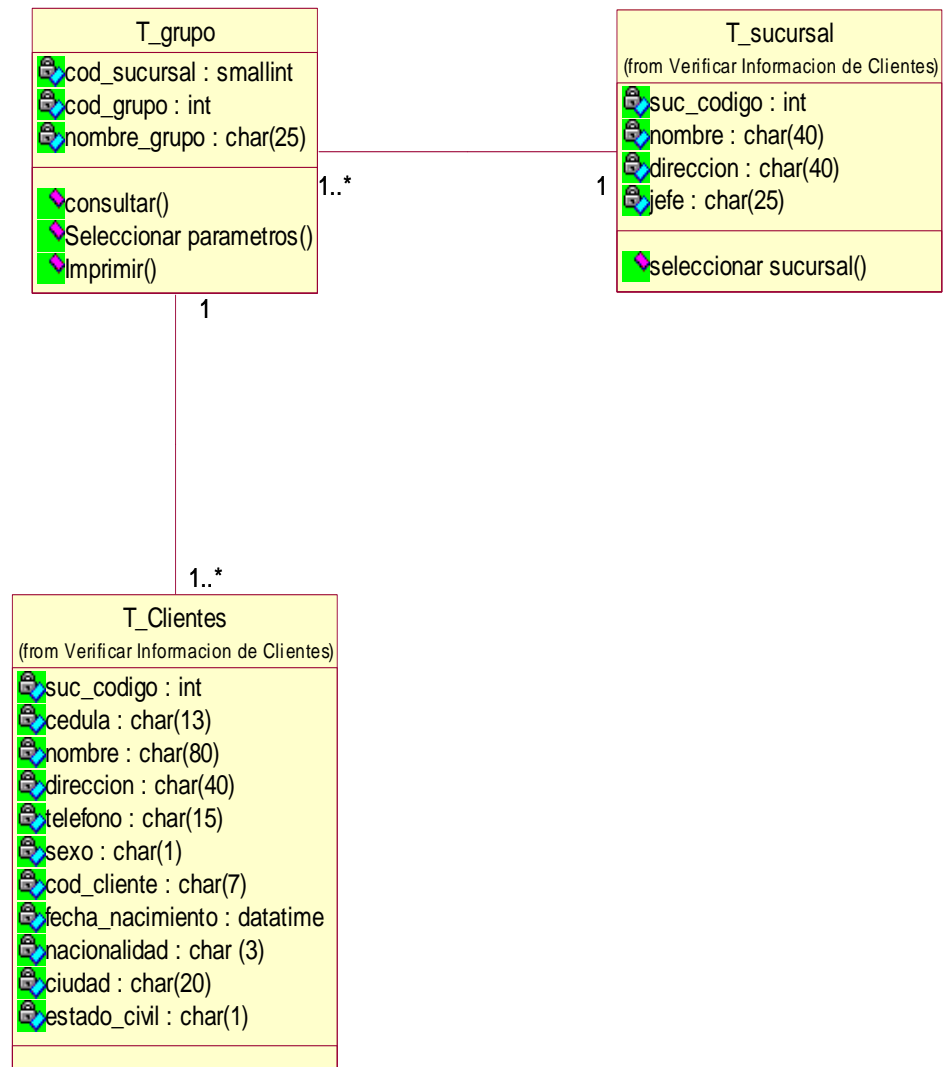 T_grupo
cod_sucursal : smallint
cod_grupo : int
nombre_grupo : char(25)
consultar()
Seleccionar parametros()
Imprimir()
1..*
1
T_sucursal
(from Verificar Informacion de Clientes)
suc_codigo : int
nombre : char(40)
direccion : char(40)
jefe : char(25)
seleccionar sucursal()
1
1..*
T_Clientes
(from Verificar Informacion de Clientes)
suc_codigo : int
cedula : char(13)
nombre : char(80)
direccion : char(40)
telefono : char(15)
sexo : char(1)
cod_cliente : char(7)
fecha_nacimiento : datatime
nacionalidad : char (3)
ciudad : char(20)
estado_civil : char(1)